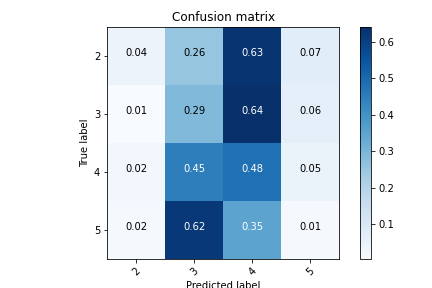 Confusion matrix
2 0.04 0.26 0.63 0.07
3 0.01 0.29 0.64 0.06
4 0.02 0.45 0.48 0.05
5 0.02 0.62 0.35 0.01
2 3 4 5
True label
Predicted label
0.6
0.5
0.4
0.3
0.2
0.1